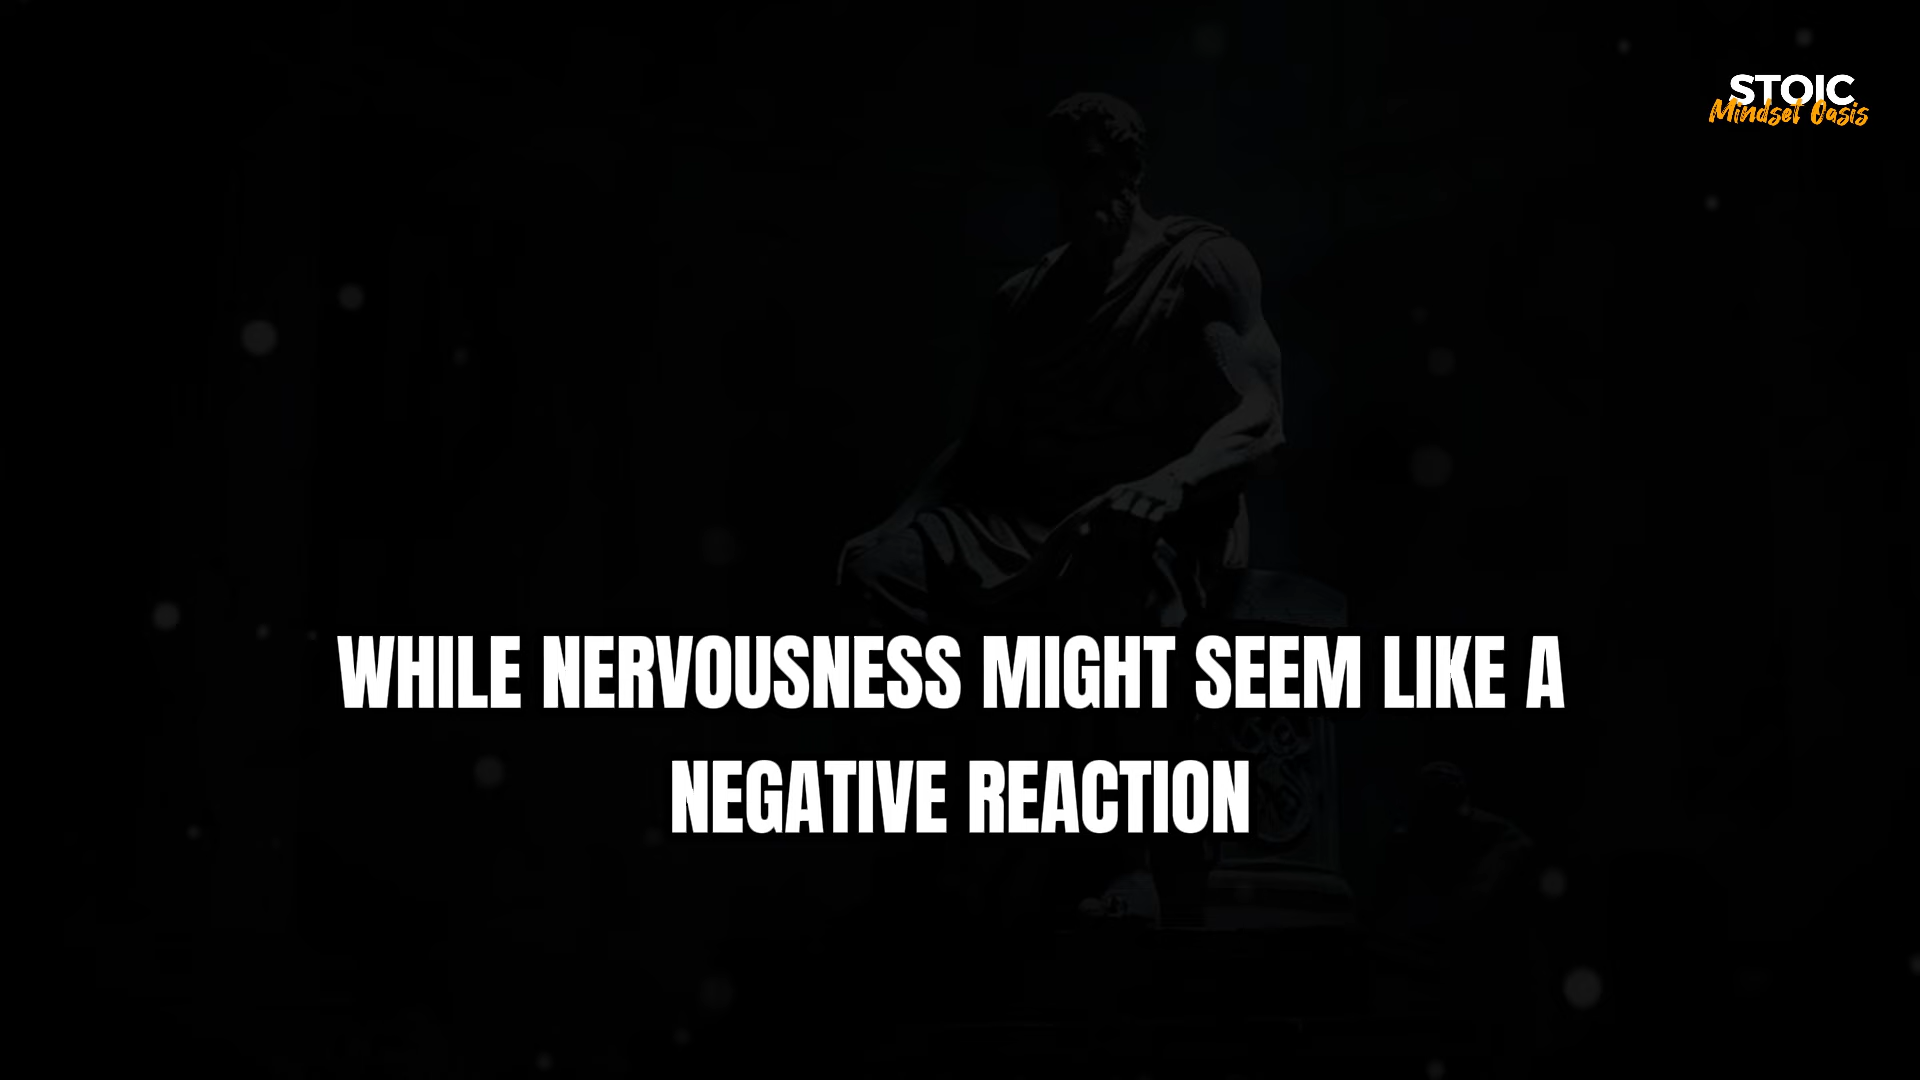 STOIC
Mindset Oasis
WHILE NERVOUSNESS MIGHT SEEM LIKE A
NEGATIVE REACTION